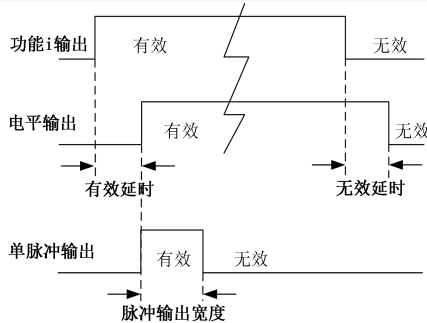 功能i输出
有效
无效
电平输出
有效
无效
有效延时
无效延时
单脉冲输出
有效
无效
脉冲输出宽度